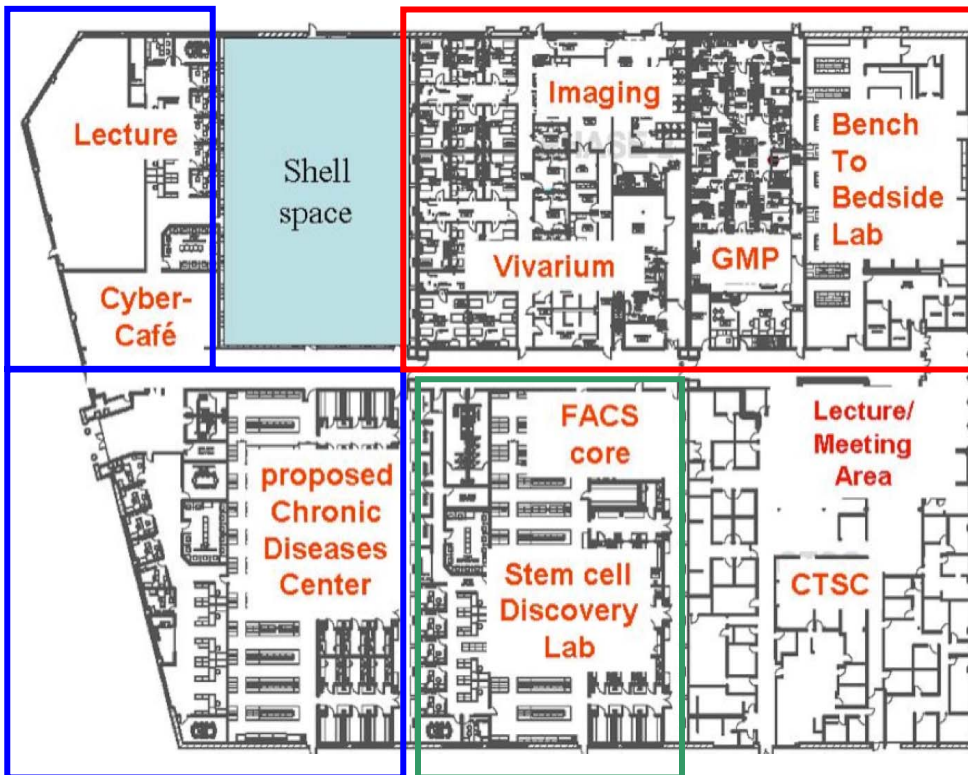 Lecture
Cyber-
Café
Shell
space
Imaging
Vivarium
GMP
Bench
To
Bedside
Lab
proposed
Chronic
Diseases
Center
FACS
core
Stem cell
Discovery
Lab
Lecture/
Meeting
Area
CTSC